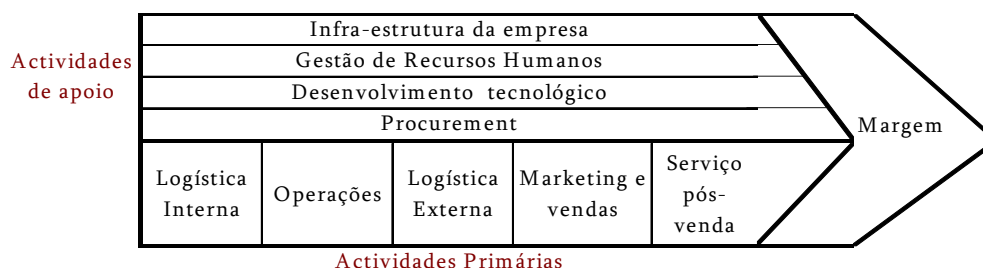 Infra-estrutura da empresa
Actividades
de apoio
Gestão de Recursos Humanos
Desenvolvimento tecnológico
Procurement
Margem
Logística
Interna
Operações
Logística
Externa
Marketing e
vendas
Serviço
pós-
venda
Actividades Primárias